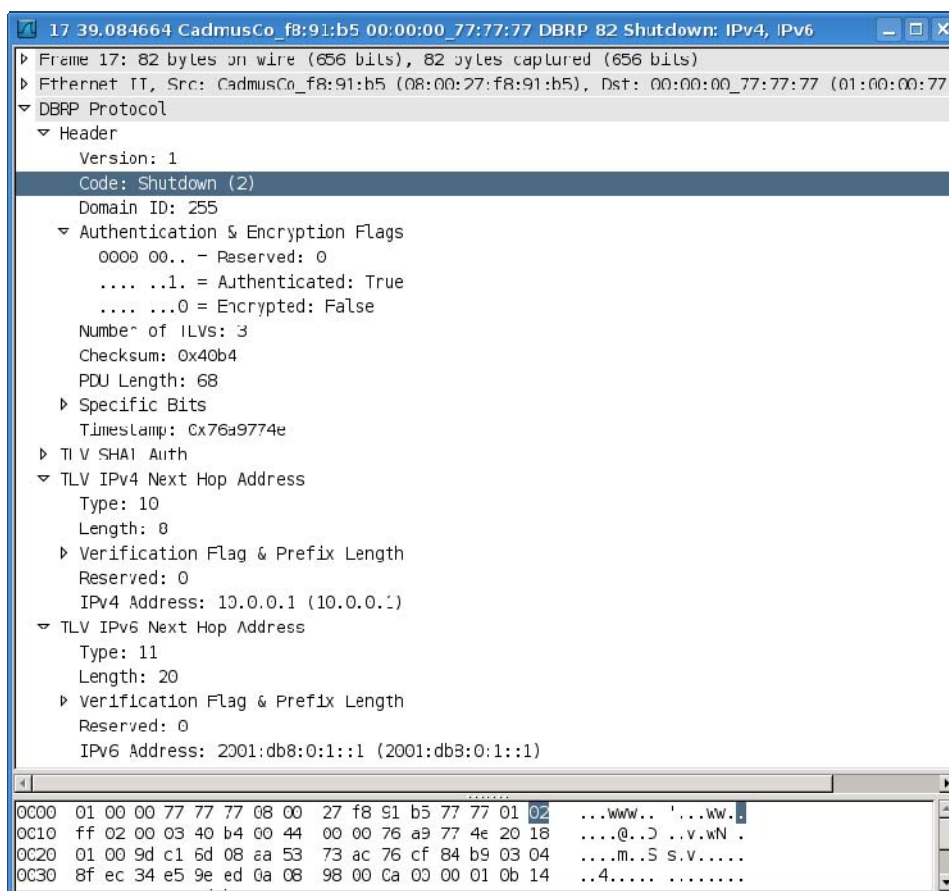 17 39.084664 CadmusCo_f8:91:b5 00:00:00_77:77:77 DBRP 82 Shutdown: IPv4, IPv6
Frame 17: 82 bytes on wire (656 bits), 82 bytes captured (656 bits)
Ethernet II, Src: CadmusCo_f8:91:b5 (08:00:27:f8:91:b5), Dst: 00:00:00_77:77:77 (01:00:00:77
DBRP Protocol
Header
Version: 1
Code: Shutdown (2)
Domain ID: 255
Authentication & Encryption Flags
0000 00.. = Reserved: 0
.... ..1. = Authenticated: True
.... ...0 = Encrypted: False
Number of TLVs: 3
Checksum: 0x40b4
PDU Length: 68
Specific Bits
Timestamp: 0x76a9774e
TLV SHA1 Auth
TLV IPv4 Next Hop Address
Type: 10
Length: 8
Verification Flag & Prefix Length
Reserved: 0
IPv4 Address: 10.0.0.1 (10.0.0.1)
TLV IPv6 Next Hop Address
Type: 11
Length: 20
Verification Flag & Prefix Length
Reserved: 0
IPv6 Address: 2001:db8:0:1::1 (2001:db8:0:1::1)
0000 01 00 00 77 77 77 08 00 27 f8 91 b5 77 77 01 02 ...www.. '...ww..
0010 ff 02 00 03 40 b4 00 44 00 00 76 a9 77 4e 20 18 ....@..D ..v.wN .
0020 01 00 9d c1 6d 08 aa 53 73 ac 76 cf 84 b9 03 04 ....m..S s.v.....
0030 8f ec 34 e5 9e ed 0a 08 98 00 0a 00 00 01 0b 14 ..4..... ........